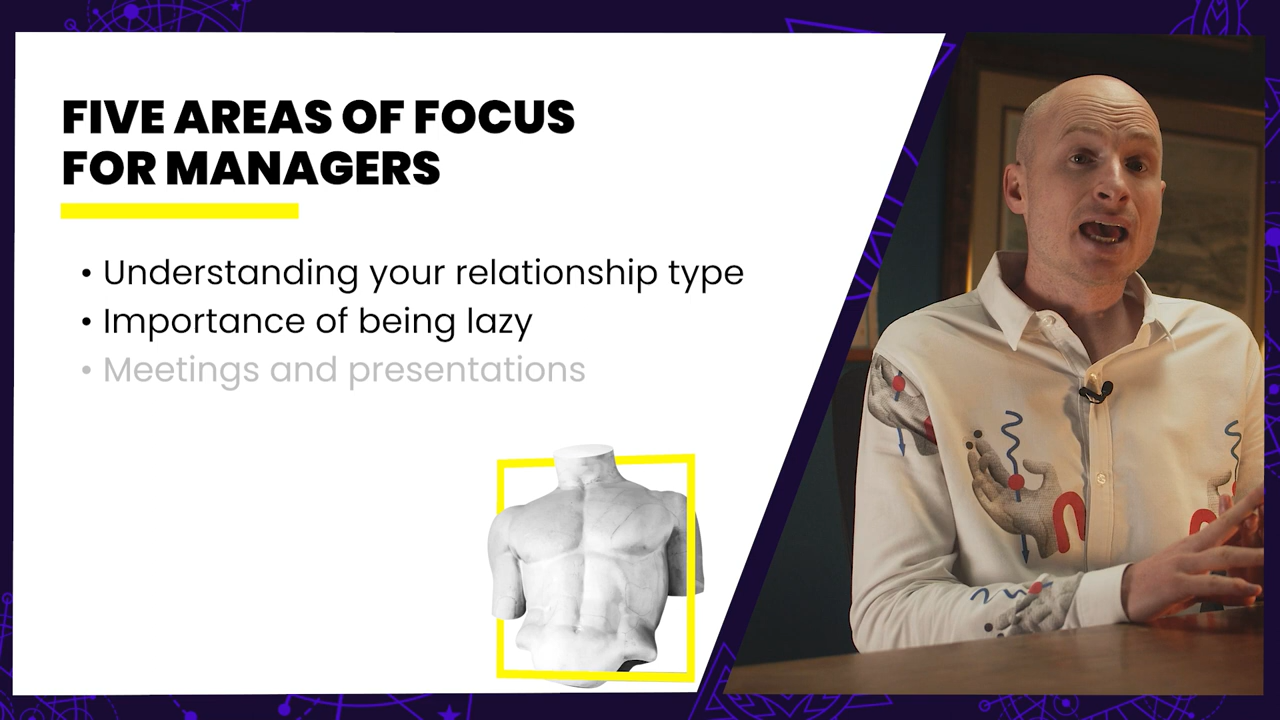 FIVE AREAS OF FOCUS
FOR MANAGERS
• Understanding your relationship type
• Importance of being lazy
• Meetings and presentations